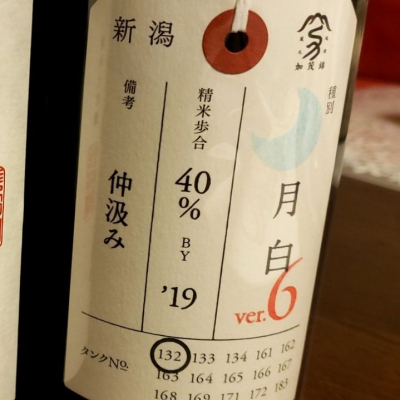 新潟
加茂錦
種別
月白
ver.6
精米歩合
40%
BY
'19
備考
仲汲み
タンクNo.
132 133 134 161 162
163 164 165 166 167
168 169 171 172 183